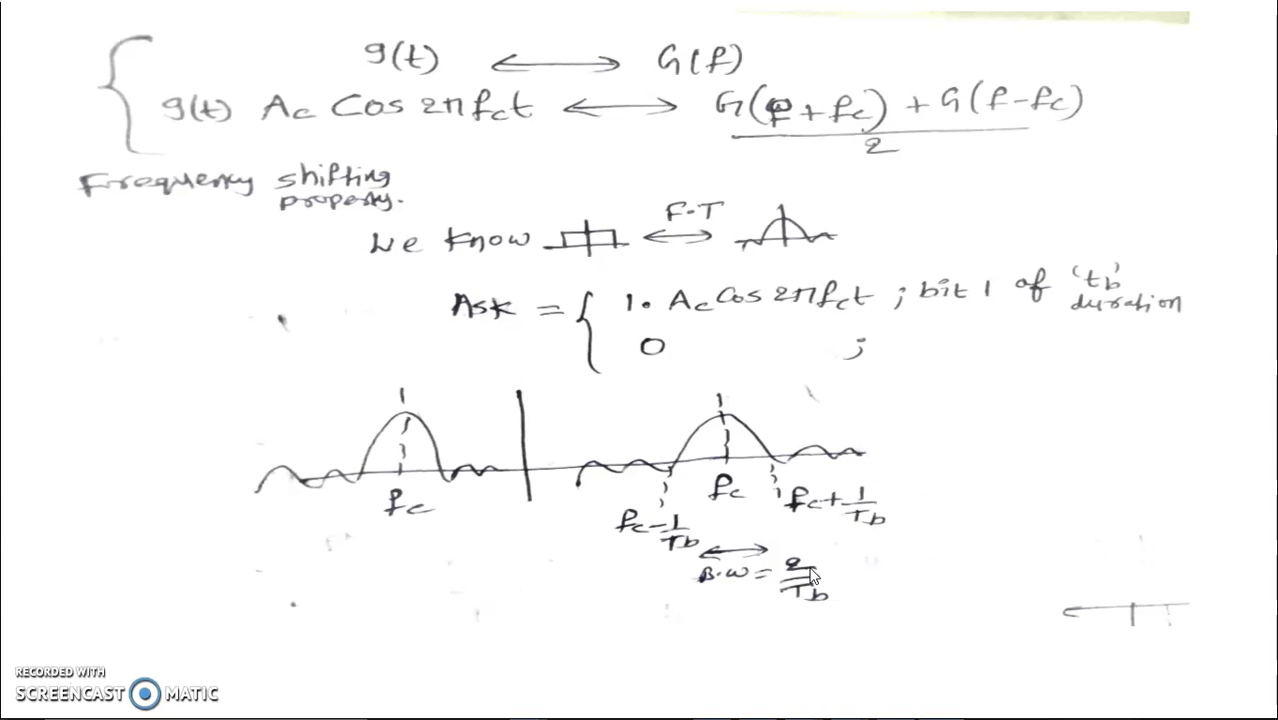 g(t) ⟷ G(f)
g(t) Ac Cos 2πfct ⟷ G(f+fc) + G(f-fc)
2
Frequency shifting
property.
We know ⟷ F.T
Ask = { 1. Ac Cos 2πfct ; bit 1 of 'tb'
duration
0 ;
fc
fc
fc-1/Tb
fc+1/Tb
B.W = 2/Tb
RECORDED WITH
SCREENCAST MATIC